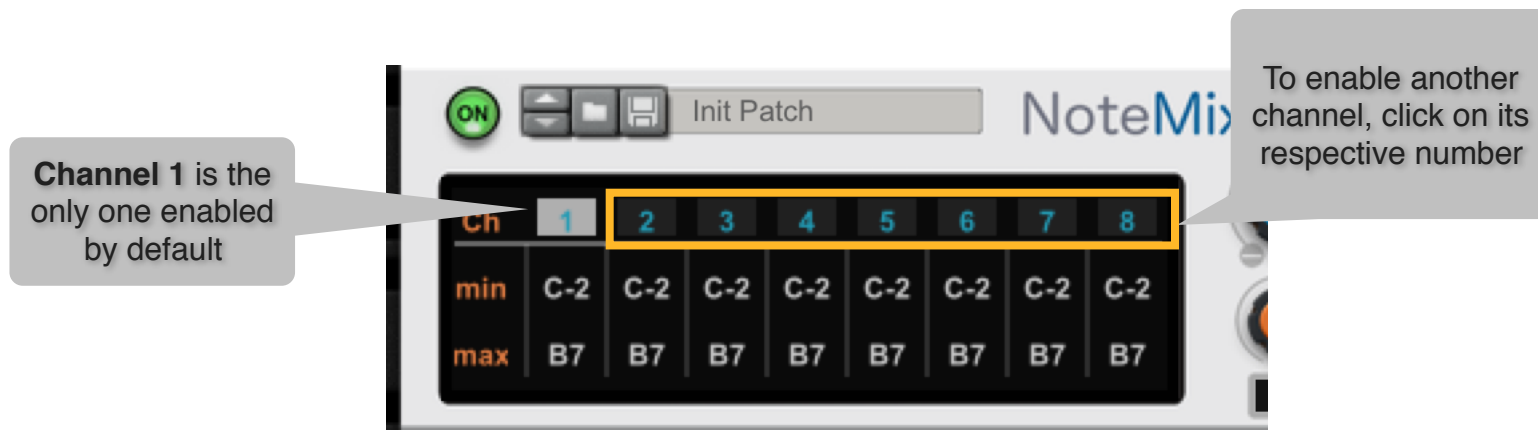 ON
Init Patch
NoteMix
To enable another
channel, click on its
respective number
Channel 1 is the
only one enabled
by default
Ch 1 2 3 4 5 6 7 8
min C-2 C-2 C-2 C-2 C-2 C-2 C-2 C-2
max B7 B7 B7 B7 B7 B7 B7 B7